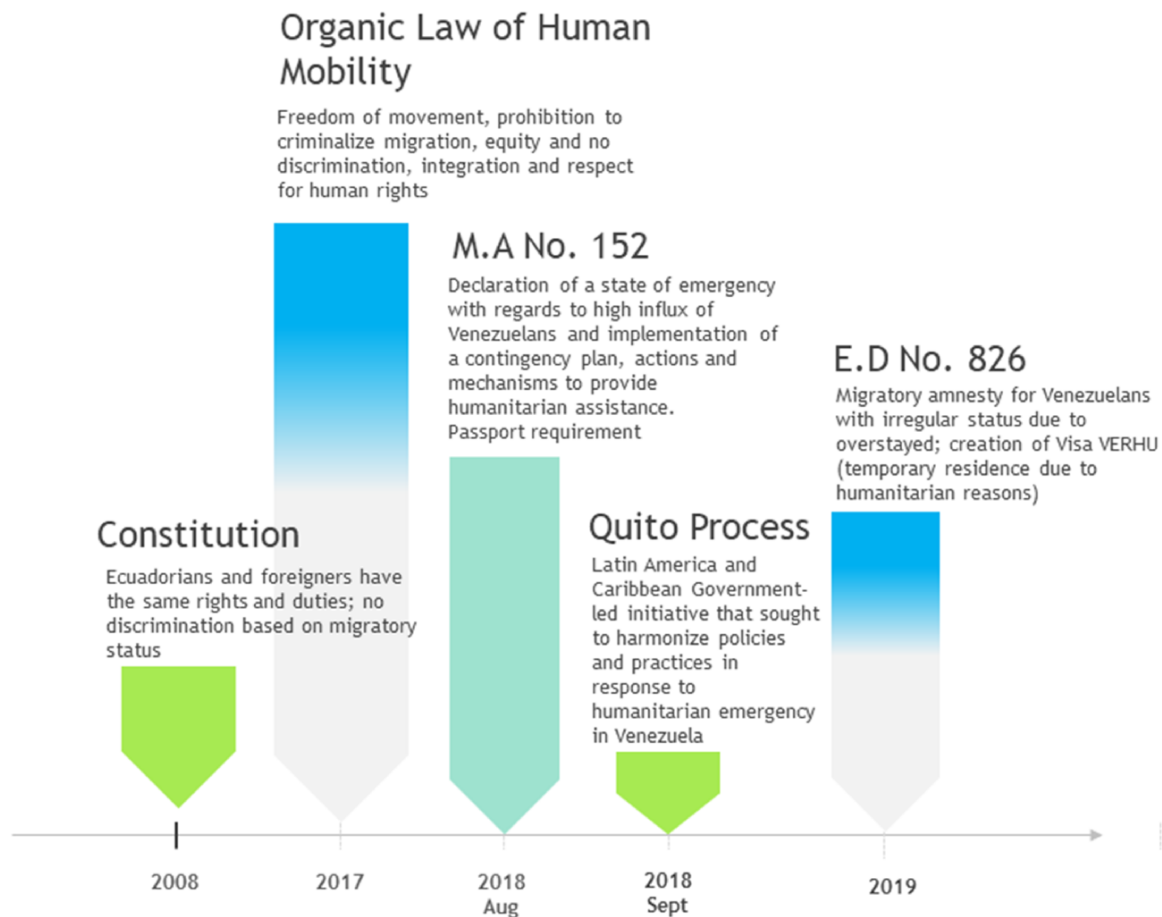 Organic Law of Human
Mobility
Freedom of movement, prohibition to
criminalize migration, equity and no
discrimination, integration and respect
for human rights
M.A No. 152
Declaration of a state of emergency
with regards to high influx of
Venezuelans and implementation of
a contingency plan, actions and
mechanisms to provide
humanitarian assistance.
Passport requirement
E.D No. 826
Migratory amnesty for Venezuelans
with irregular status due to
overstayed; creation of Visa VERHU
(temporary residence due to
humanitarian reasons)
Constitution
Ecuadorians and foreigners have
the same rights and duties; no
discrimination based on migratory
status
Quito Process
Latin America and
Caribbean Government-
led initiative that sought
to harmonize policies
and practices in
response to
humanitarian emergency
in Venezuela
2008
2017
2018
Aug
2018
Sept
2019